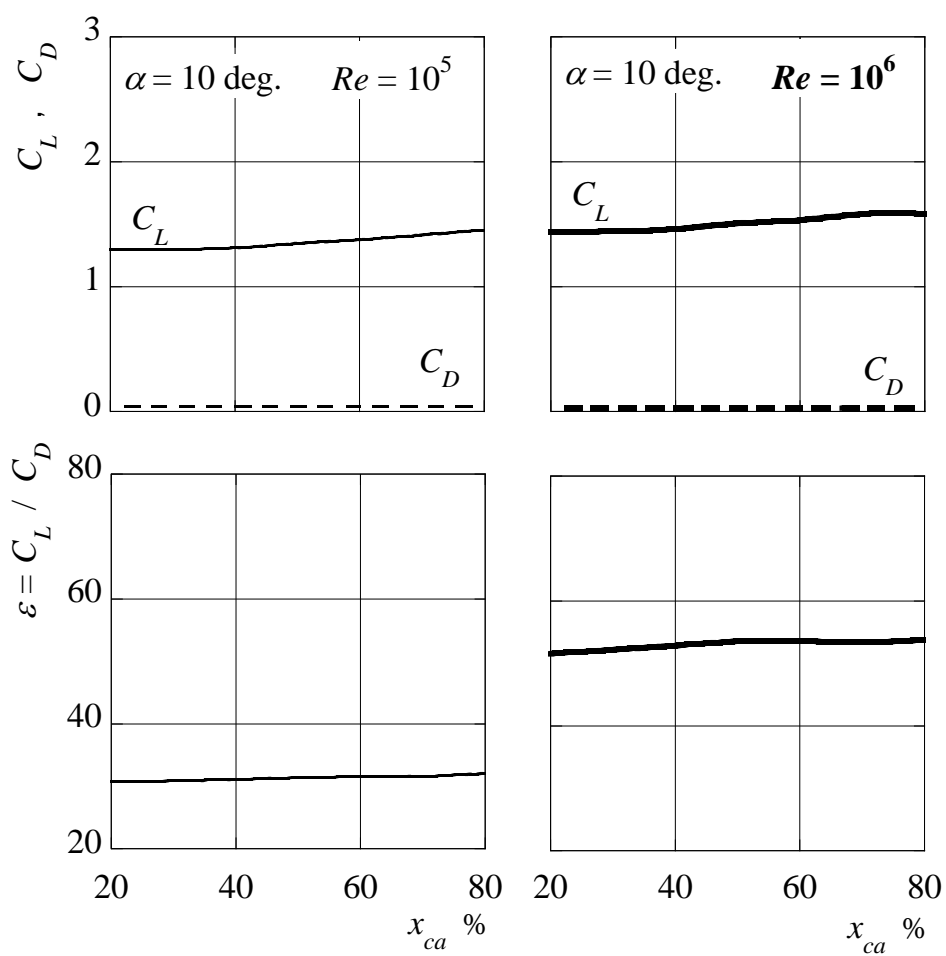 C_L , C_D
3
2
1
0
α = 10 deg. Re = 10^5
C_L
C_D
α = 10 deg. Re = 10^6
C_L
C_D
ε = C_L / C_D
80
60
40
20
20 40 60 80
x_ca %
20 40 60 80
x_ca %